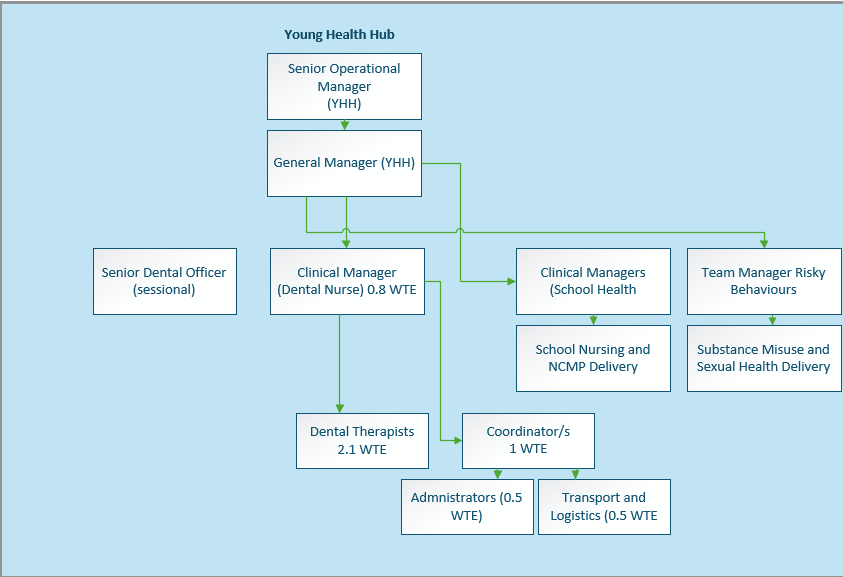 Young Health Hub
Senior Operational
Manager
(YHH)
General Manager (YHH)
Senior Dental Officer
(sessional)
Clinical Manager
(Dental Nurse) 0.8 WTE
Clinical Managers
(School Health
Team Manager Risky
Behaviours
School Nursing and
NCMP Delivery
Substance Misuse and
Sexual Health Delivery
Dental Therapists
2.1 WTE
Coordinator/s
1 WTE
Admnistrators (0.5
WTE)
Transport and
Logistics (0.5 WTE